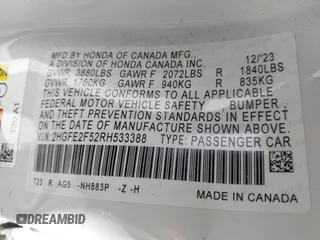 MFD BY HONDA OF CANADA MFG.,
A DIVISION OF HONDA CANADA INC. 12/23
GVWR 3880LBS GAWR F 2072LBS R 1840LBS
GVWR 1760KG GAWR F 940KG R 835KG
THIS VEHICLE CONFORMS TO ALL APPLICABLE
FEDERAL MOTOR VEHICLE SAFETY, BUMPER, AND
THEFT PREVENTION STANDARDS IN EFFECT ON THE
DATE OF MANUFACTURE SHOWN ABOVE.
VIN: 2HGFE2F52RH533388 TYPE: PASSENGER CAR
T23 R AG5 -NH883P -Z -H
MADE IN CANADA
T20 A1
DREAMBID